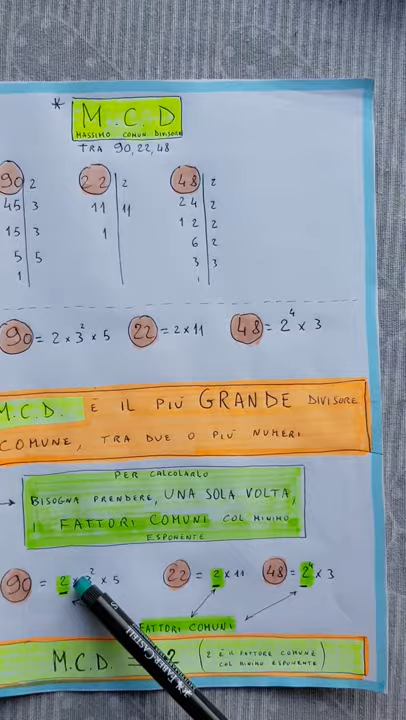 * M.C.D
MASSIMO COMUN DIVISORE
TRA 90, 22, 48
90 | 2
45 | 3
15 | 3
5 | 5
1
22 | 2
11 | 11
1
48 | 2
24 | 2
12 | 2
6 | 2
3 | 3
1
90 = 2 × 3² × 5
22 = 2 × 11
48 = 2⁴ × 3
M.C.D. È IL PIÙ GRANDE DIVISORE
COMUNE, TRA DUE O PIÙ NUMERI
PER CALCOLARLO
→ BISOGNA PRENDERE, UNA SOLA VOLTA,
I FATTORI COMUNI COL MINIMO
ESPONENTE
90 = 2 × 3² × 5
22 = 2 × 11
48 = 2⁴ × 3
FATTORI COMUNI
M.C.D. = 2 (2 È IL FATTORE COMUNE
COL MINIMO ESPONENTE)
FABER-CASTELL